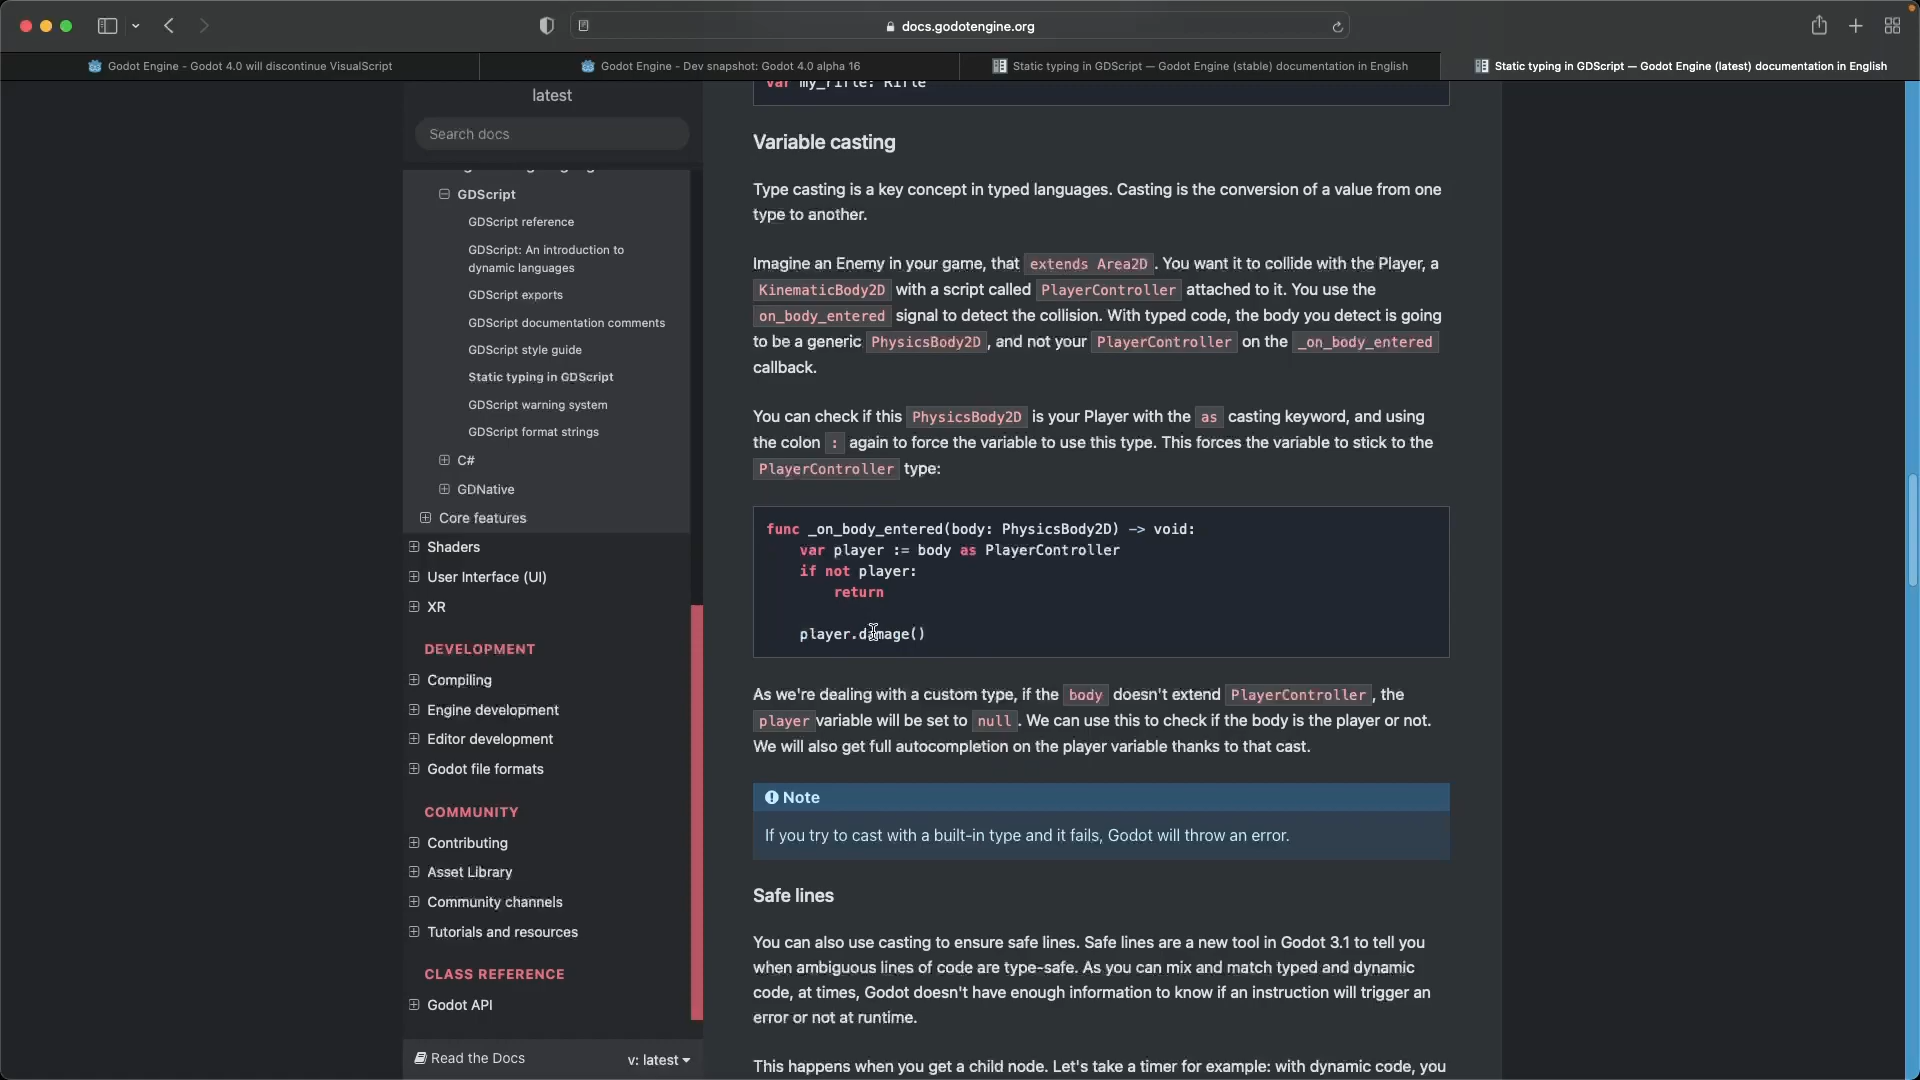 docs.godotengine.org
Godot Engine - Godot 4.0 will discontinue VisualScript
Godot Engine - Dev snapshot: Godot 4.0 alpha 16
Static typing in GDScript — Godot Engine (stable) documentation in English
Static typing in GDScript — Godot Engine (latest) documentation in English
latest
Search docs
GDScript
GDScript reference
GDScript: An introduction to
dynamic languages
GDScript exports
GDScript documentation comments
GDScript style guide
Static typing in GDScript
GDScript warning system
GDScript format strings
C#
GDNative
Core features
Shaders
User Interface (UI)
XR
DEVELOPMENT
Compiling
Engine development
Editor development
Godot file formats
COMMUNITY
Contributing
Asset Library
Community channels
Tutorials and resources
CLASS REFERENCE
Godot API
Read the Docs
v: latest
var my_rifle: Rifle
Variable casting
Type casting is a key concept in typed languages. Casting is the conversion of a value from one
type to another.
Imagine an Enemy in your game, that extends Area2D. You want it to collide with the Player, a
KinematicBody2D with a script called PlayerController attached to it. You use the
on_body_entered signal to detect the collision. With typed code, the body you detect is going
to be a generic PhysicsBody2D, and not your PlayerController on the _on_body_entered
callback.
You can check if this PhysicsBody2D is your Player with the as casting keyword, and using
the colon : again to force the variable to use this type. This forces the variable to stick to the
PlayerController type:
func _on_body_entered(body: PhysicsBody2D) -> void:
var player := body as PlayerController
if not player:
return
player.damage()
As we're dealing with a custom type, if the body doesn't extend PlayerController, the
player variable will be set to null. We can use this to check if the body is the player or not.
We will also get full autocompletion on the player variable thanks to that cast.
Note
If you try to cast with a built-in type and it fails, Godot will throw an error.
Safe lines
You can also use casting to ensure safe lines. Safe lines are a new tool in Godot 3.1 to tell you
when ambiguous lines of code are type-safe. As you can mix and match typed and dynamic
code, at times, Godot doesn't have enough information to know if an instruction will trigger an
error or not at runtime.
This happens when you get a child node. Let's take a timer for example: with dynamic code, you